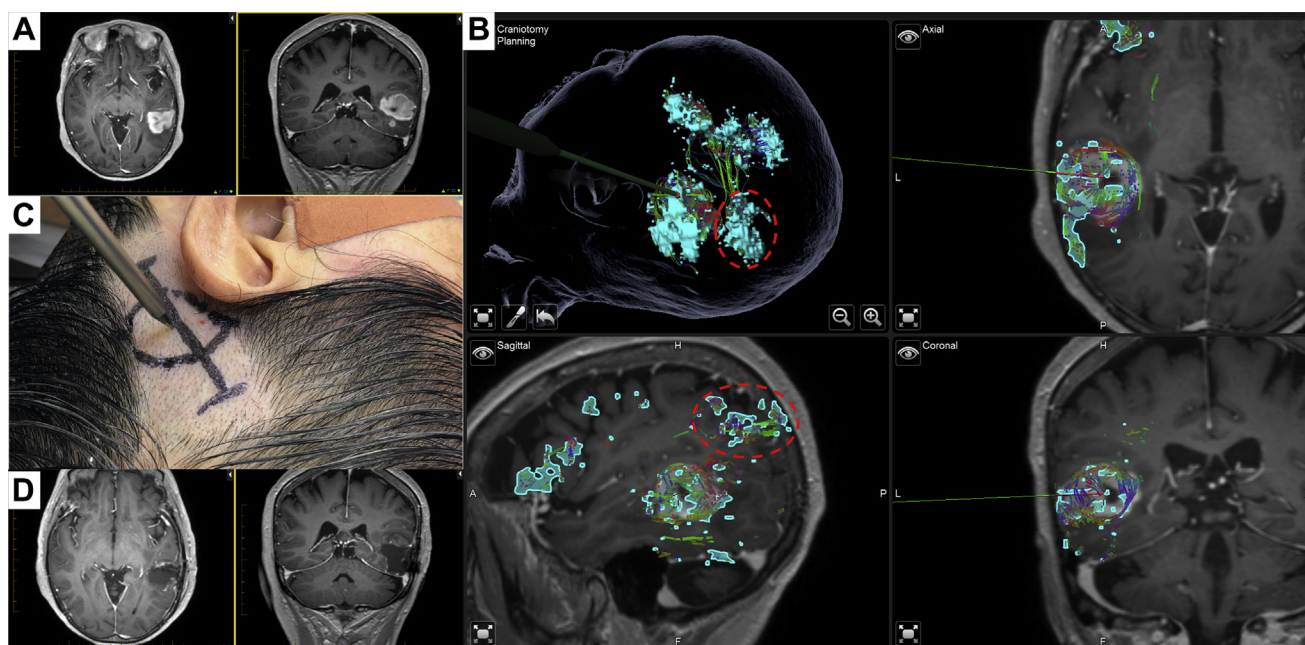 A
B
Craniotomy
Planning
Axial
A
L
P
C
Sagittal
H
A
P
F
Coronal
H
L
F
D